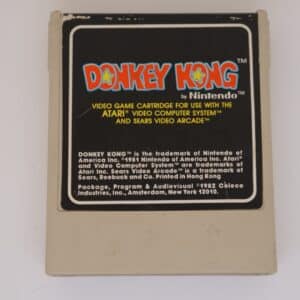 DONKEY KONG™
by Nintendo®
VIDEO GAME CARTRIDGE FOR USE WITH THE
ATARI® VIDEO COMPUTER SYSTEM™
AND SEARS VIDEO ARCADE™
DONKEY KONG™ is the trademark of Nintendo of
America Inc. ©1981 Nintendo of America Inc. Atari®
and Video Computer System™ are trademarks of
Atari Inc. Sears Video Arcade™ is a trademark of
Sears, Roebuck and Co. Printed in Hong Kong
Package, Program & Audiovisual ©1982 Coleco
Industries, Inc., Amsterdam, New York 12010.